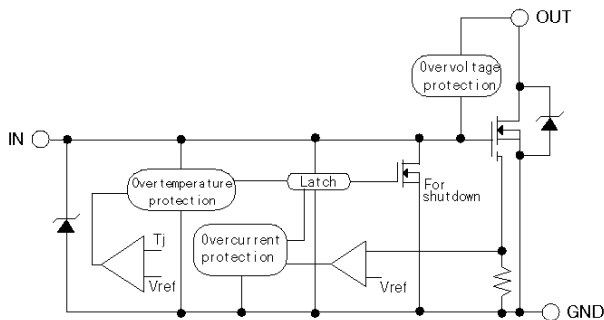 OUT
Overvoltage
protection
IN
Overtemperature
protection
Latch
For
shutdown
Overcurrent
protection
Tj
Vref
Vref
GND